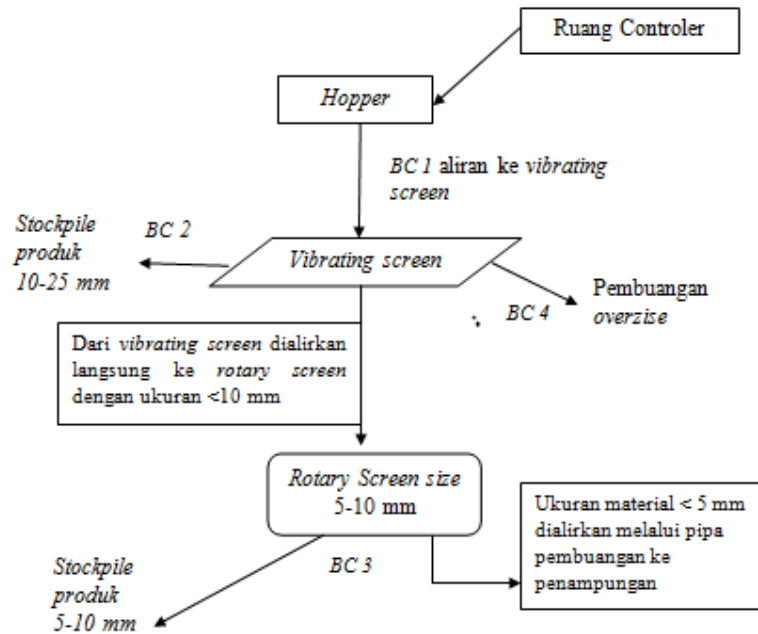 Ruang Controler
Hopper
BC 1 aliran ke vibrating
screen
Stockpile
produk
10-25 mm
BC 2
Vibrating screen
BC 4
Pembuangan
overzise
Dari vibrating screen dialirkan
langsung ke rotary screen
dengan ukuran <10 mm
Rotary Screen size
5-10 mm
Ukuran material < 5 mm
dialirkan melalui pipa
pembuangan ke
penampungan
BC 3
Stockpile
produk
5-10 mm